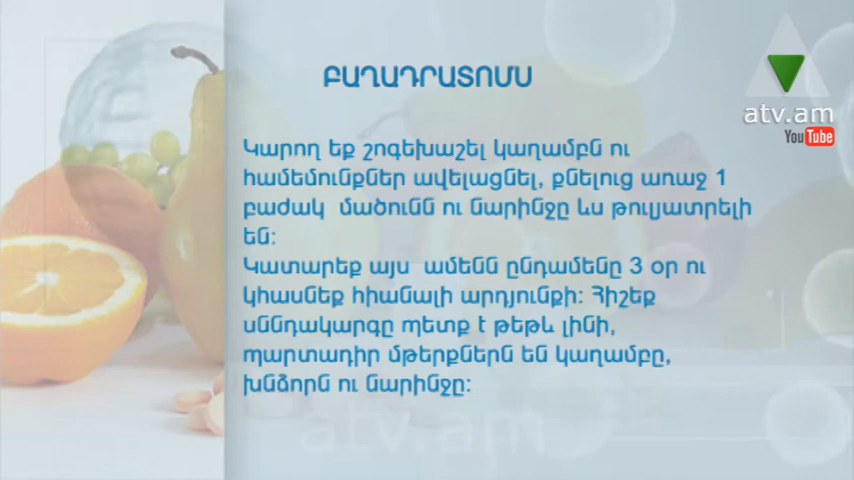 ԲԱՂԱԴՐԱՏՈՄՍ
atv.am
YouTube
Կարող եք շոգեխաշել կաղամբն ու
համեմունքներ ավելացնել, քնելուց առաջ 1
բաժակ մածունն ու նարինջը ևս թուլյատրելի
են:
Կատարեք այս ամենն ընդամենը 3 օր ու
կհասնեք հիանալի արդյունքի: Հիշեք
սննդակարգը պետք է թեթև լինի,
պարտադիր մթերքներն են կաղամբը,
խնձորն ու նարինջը:
atv.am